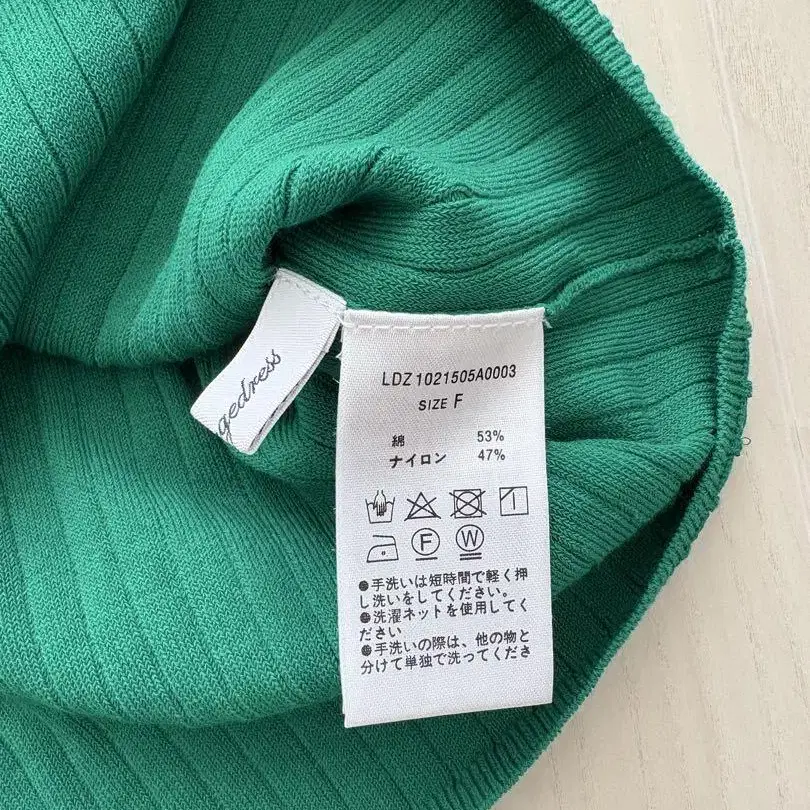 gedress
LDZ 1021505A0003
SIZE F
綿 53%
ナイロン 47%
F W
●手洗いは短時間で軽く押
し洗いをしてください。
●洗濯ネットを使用してく
ださい
●手洗いの際は、他の物と
分けて単独で洗ってくださ